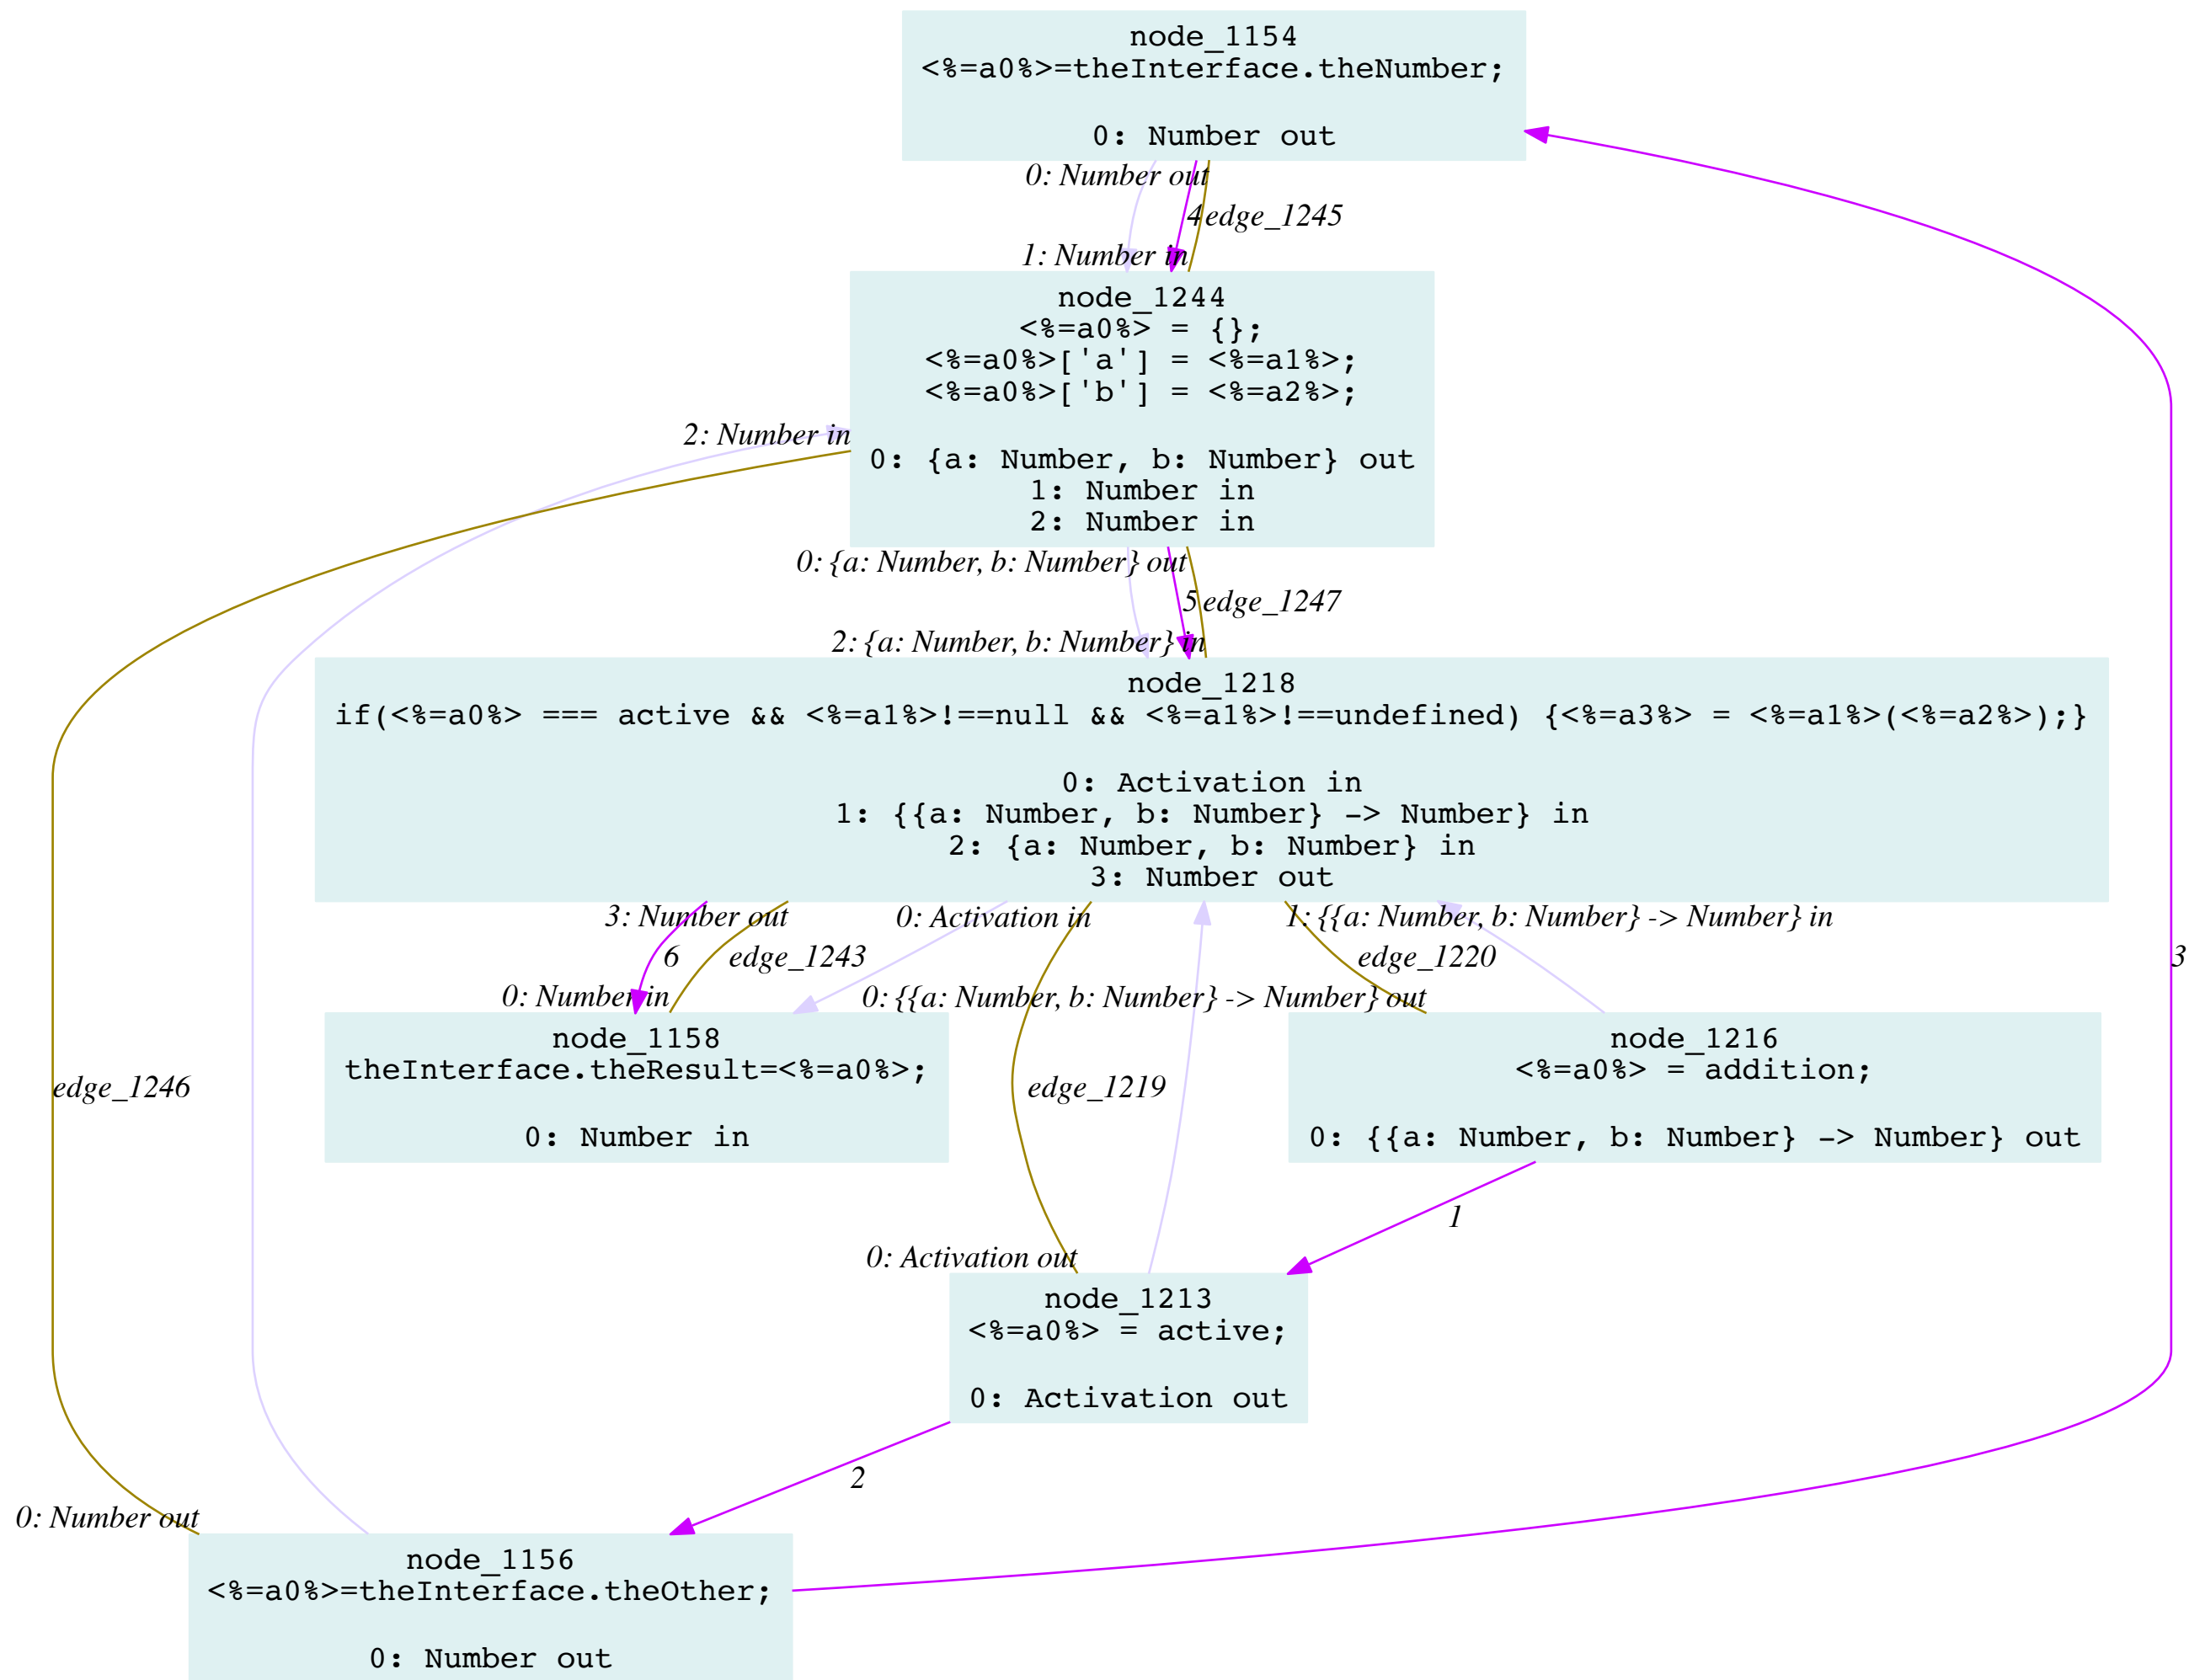 node_1154
<%=a0%>=theInterface.theNumber;
0: Number out
0: Number out
4
edge_1245
1: Number in
node_1244
<%=a0%> = {};
<%=a0%>['a'] = <%=a1%>;
<%=a0%>['b'] = <%=a2%>;
2: Number in
0: {a: Number, b: Number} out
1: Number in
2: Number in
0: {a: Number, b: Number} out
5
edge_1247
2: {a: Number, b: Number} in
node_1218
if(<%=a0%> === active && <%=a1%>!==null && <%=a1%>!==undefined) {<%=a3%> = <%=a1%>(<%=a2%>);}
0: Activation in
1: {{a: Number, b: Number} -> Number} in
2: {a: Number, b: Number} in
3: Number out
3: Number out
0: Activation in
1: {{a: Number, b: Number} -> Number} in
6
edge_1243
edge_1220
3
0: Number in
0: {{a: Number, b: Number} -> Number} out
node_1158
theInterface.theResult=<%=a0%>;
0: Number in
node_1216
<%=a0%> = addition;
0: {{a: Number, b: Number} -> Number} out
edge_1246
edge_1219
1
0: Activation out
node_1213
<%=a0%> = active;
0: Activation out
2
0: Number out
node_1156
<%=a0%>=theInterface.theOther;
0: Number out